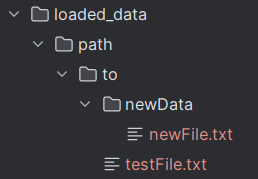 loaded_data
path
to
newData
newFile.txt
testFile.txt